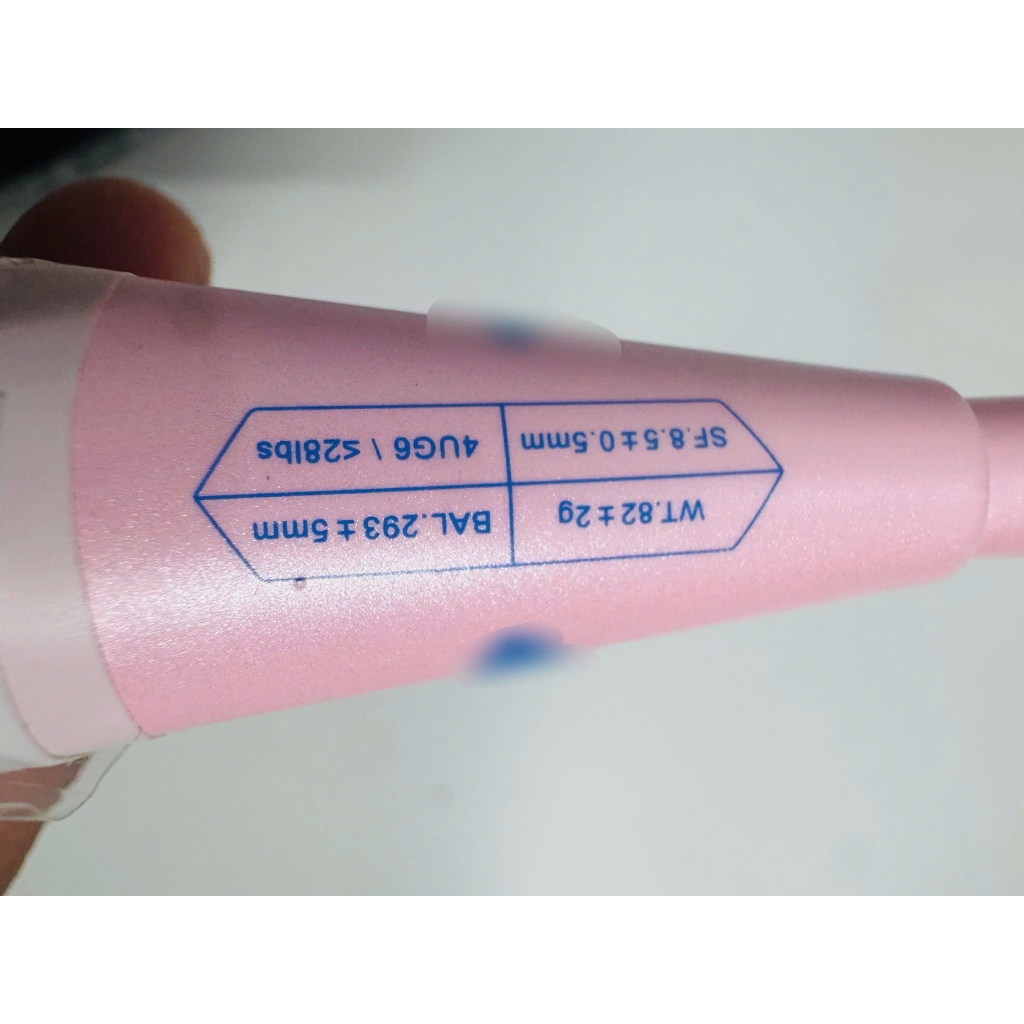 WT.82±2g
BAL.293±5mm
SF.8.5±0.5mm
4UG6 \ ≤28lbs